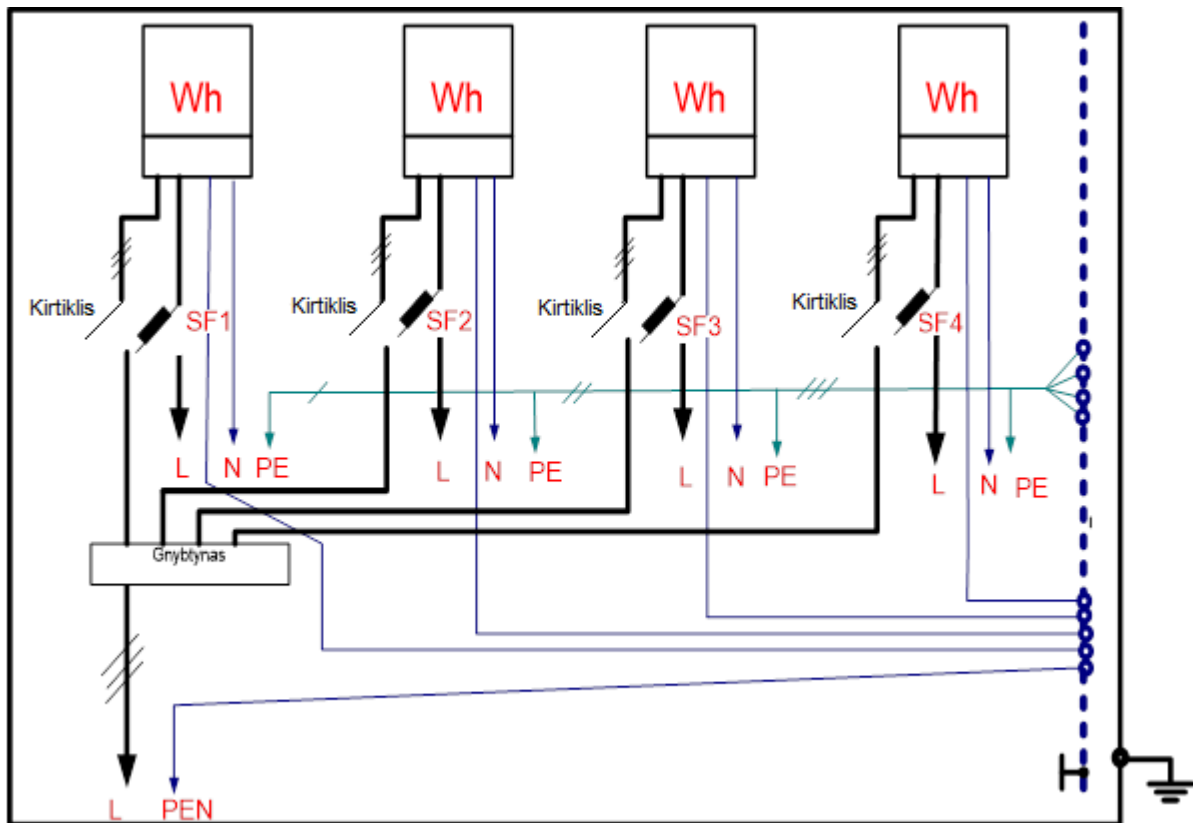 Wh Wh Wh Wh
Kirtiklis SF1 Kirtiklis SF2 Kirtiklis SF3 Kirtiklis SF4
L N PE L N PE L N PE L N PE
Gnybtynas
L PEN